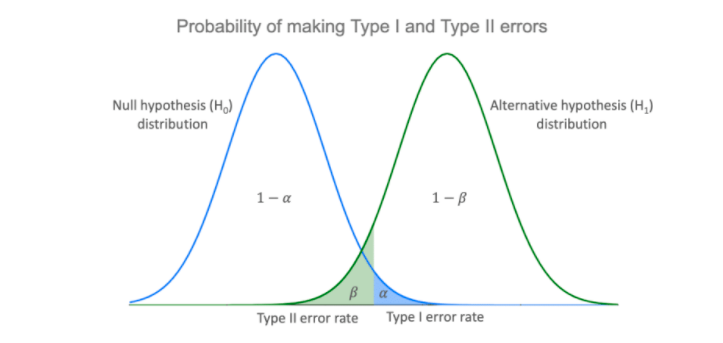 Probability of making Type I and Type II errors
Null hypothesis (H₀)
distribution
Alternative hypothesis (H₁)
distribution
1 − α
1 − β
β
α
Type II error rate
Type I error rate